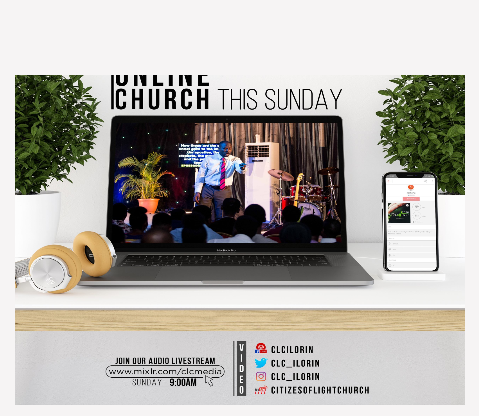 ONLINE
CHURCH THIS SUNDAY
JOIN OUR AUDIO LIVESTREAM
www.mixlr.com/clcmedia
SUNDAY 9:00AM
VIDEO
CLCILORIN
CLC_ILORIN
CLC_ILORIN
CITIZESOFLIGHTCHURCH